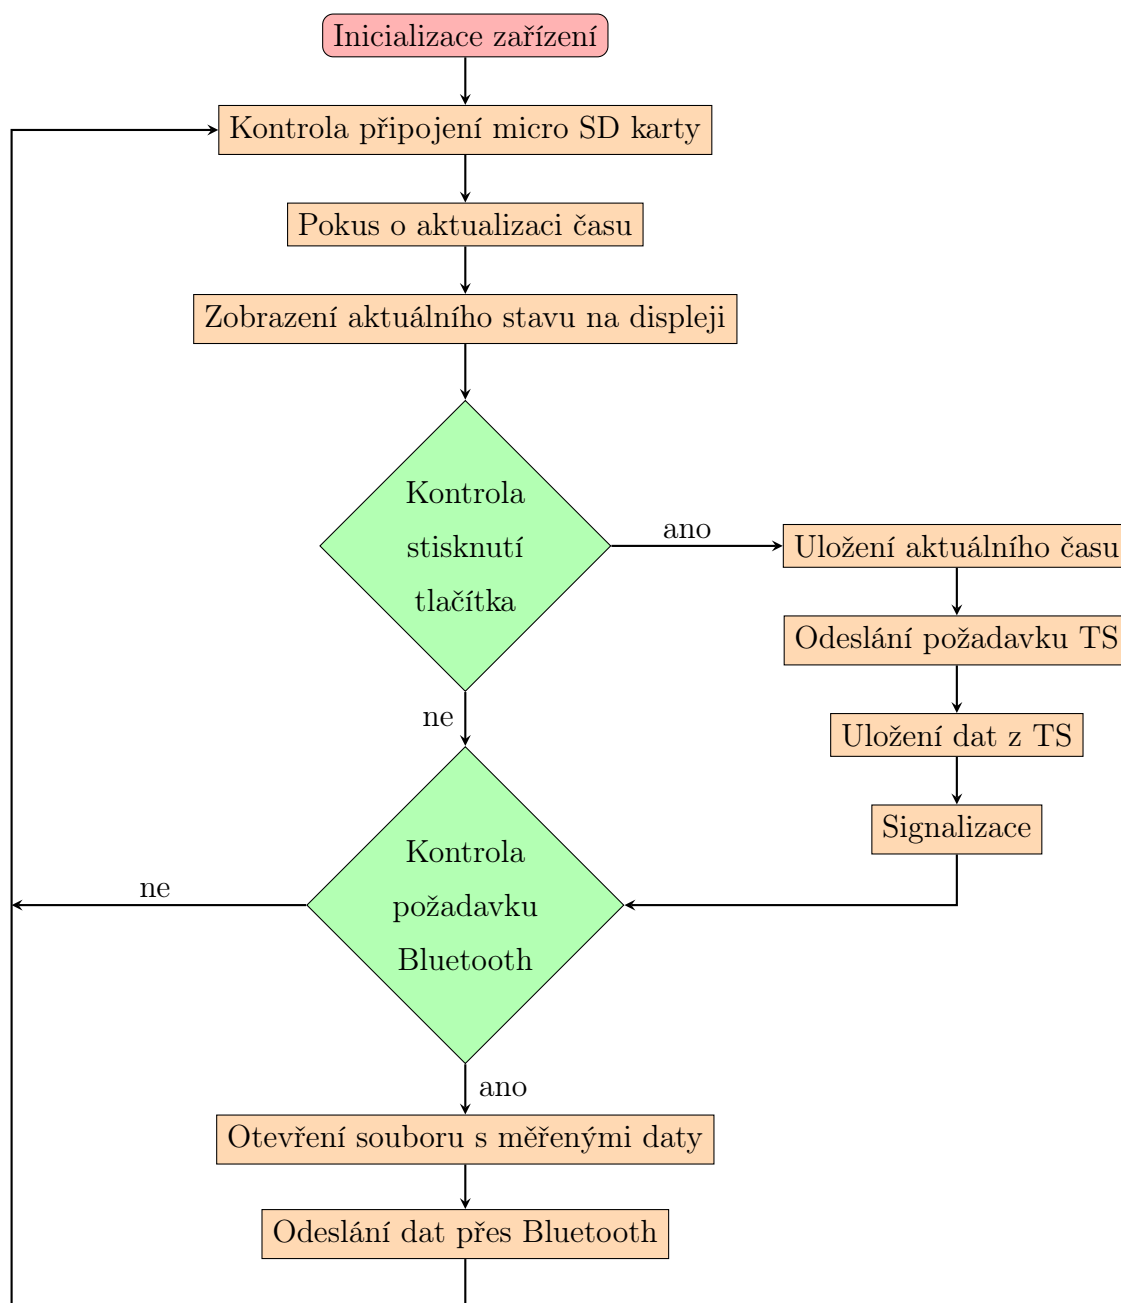 Inicializace zařízení
Kontrola připojení micro SD karty
Pokus o aktualizaci času
Zobrazení aktuálního stavu na displeji
Kontrola
stisknutí
tlačítka
ano
Uložení aktuálního času
Odeslání požadavku TS
Uložení dat z TS
Signalizace
ne
Kontrola
požadavku
Bluetooth
ne
ano
Otevření souboru s měřenými daty
Odeslání dat přes Bluetooth